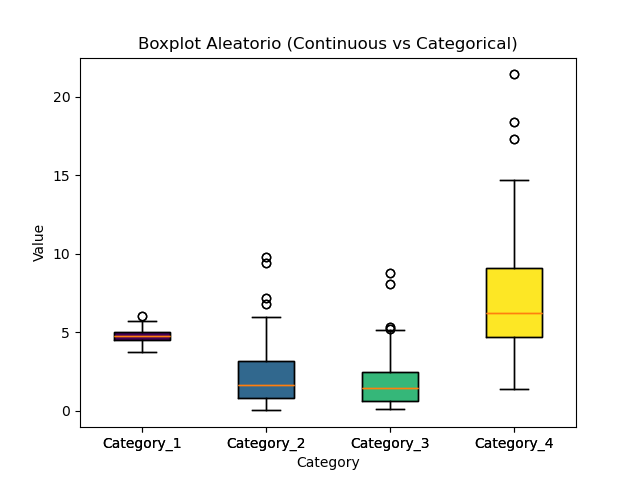 Boxplot Aleatorio (Continuous vs Categorical)
20
15
10
5
0
Value
Category_1 Category_2 Category_3 Category_4
Category